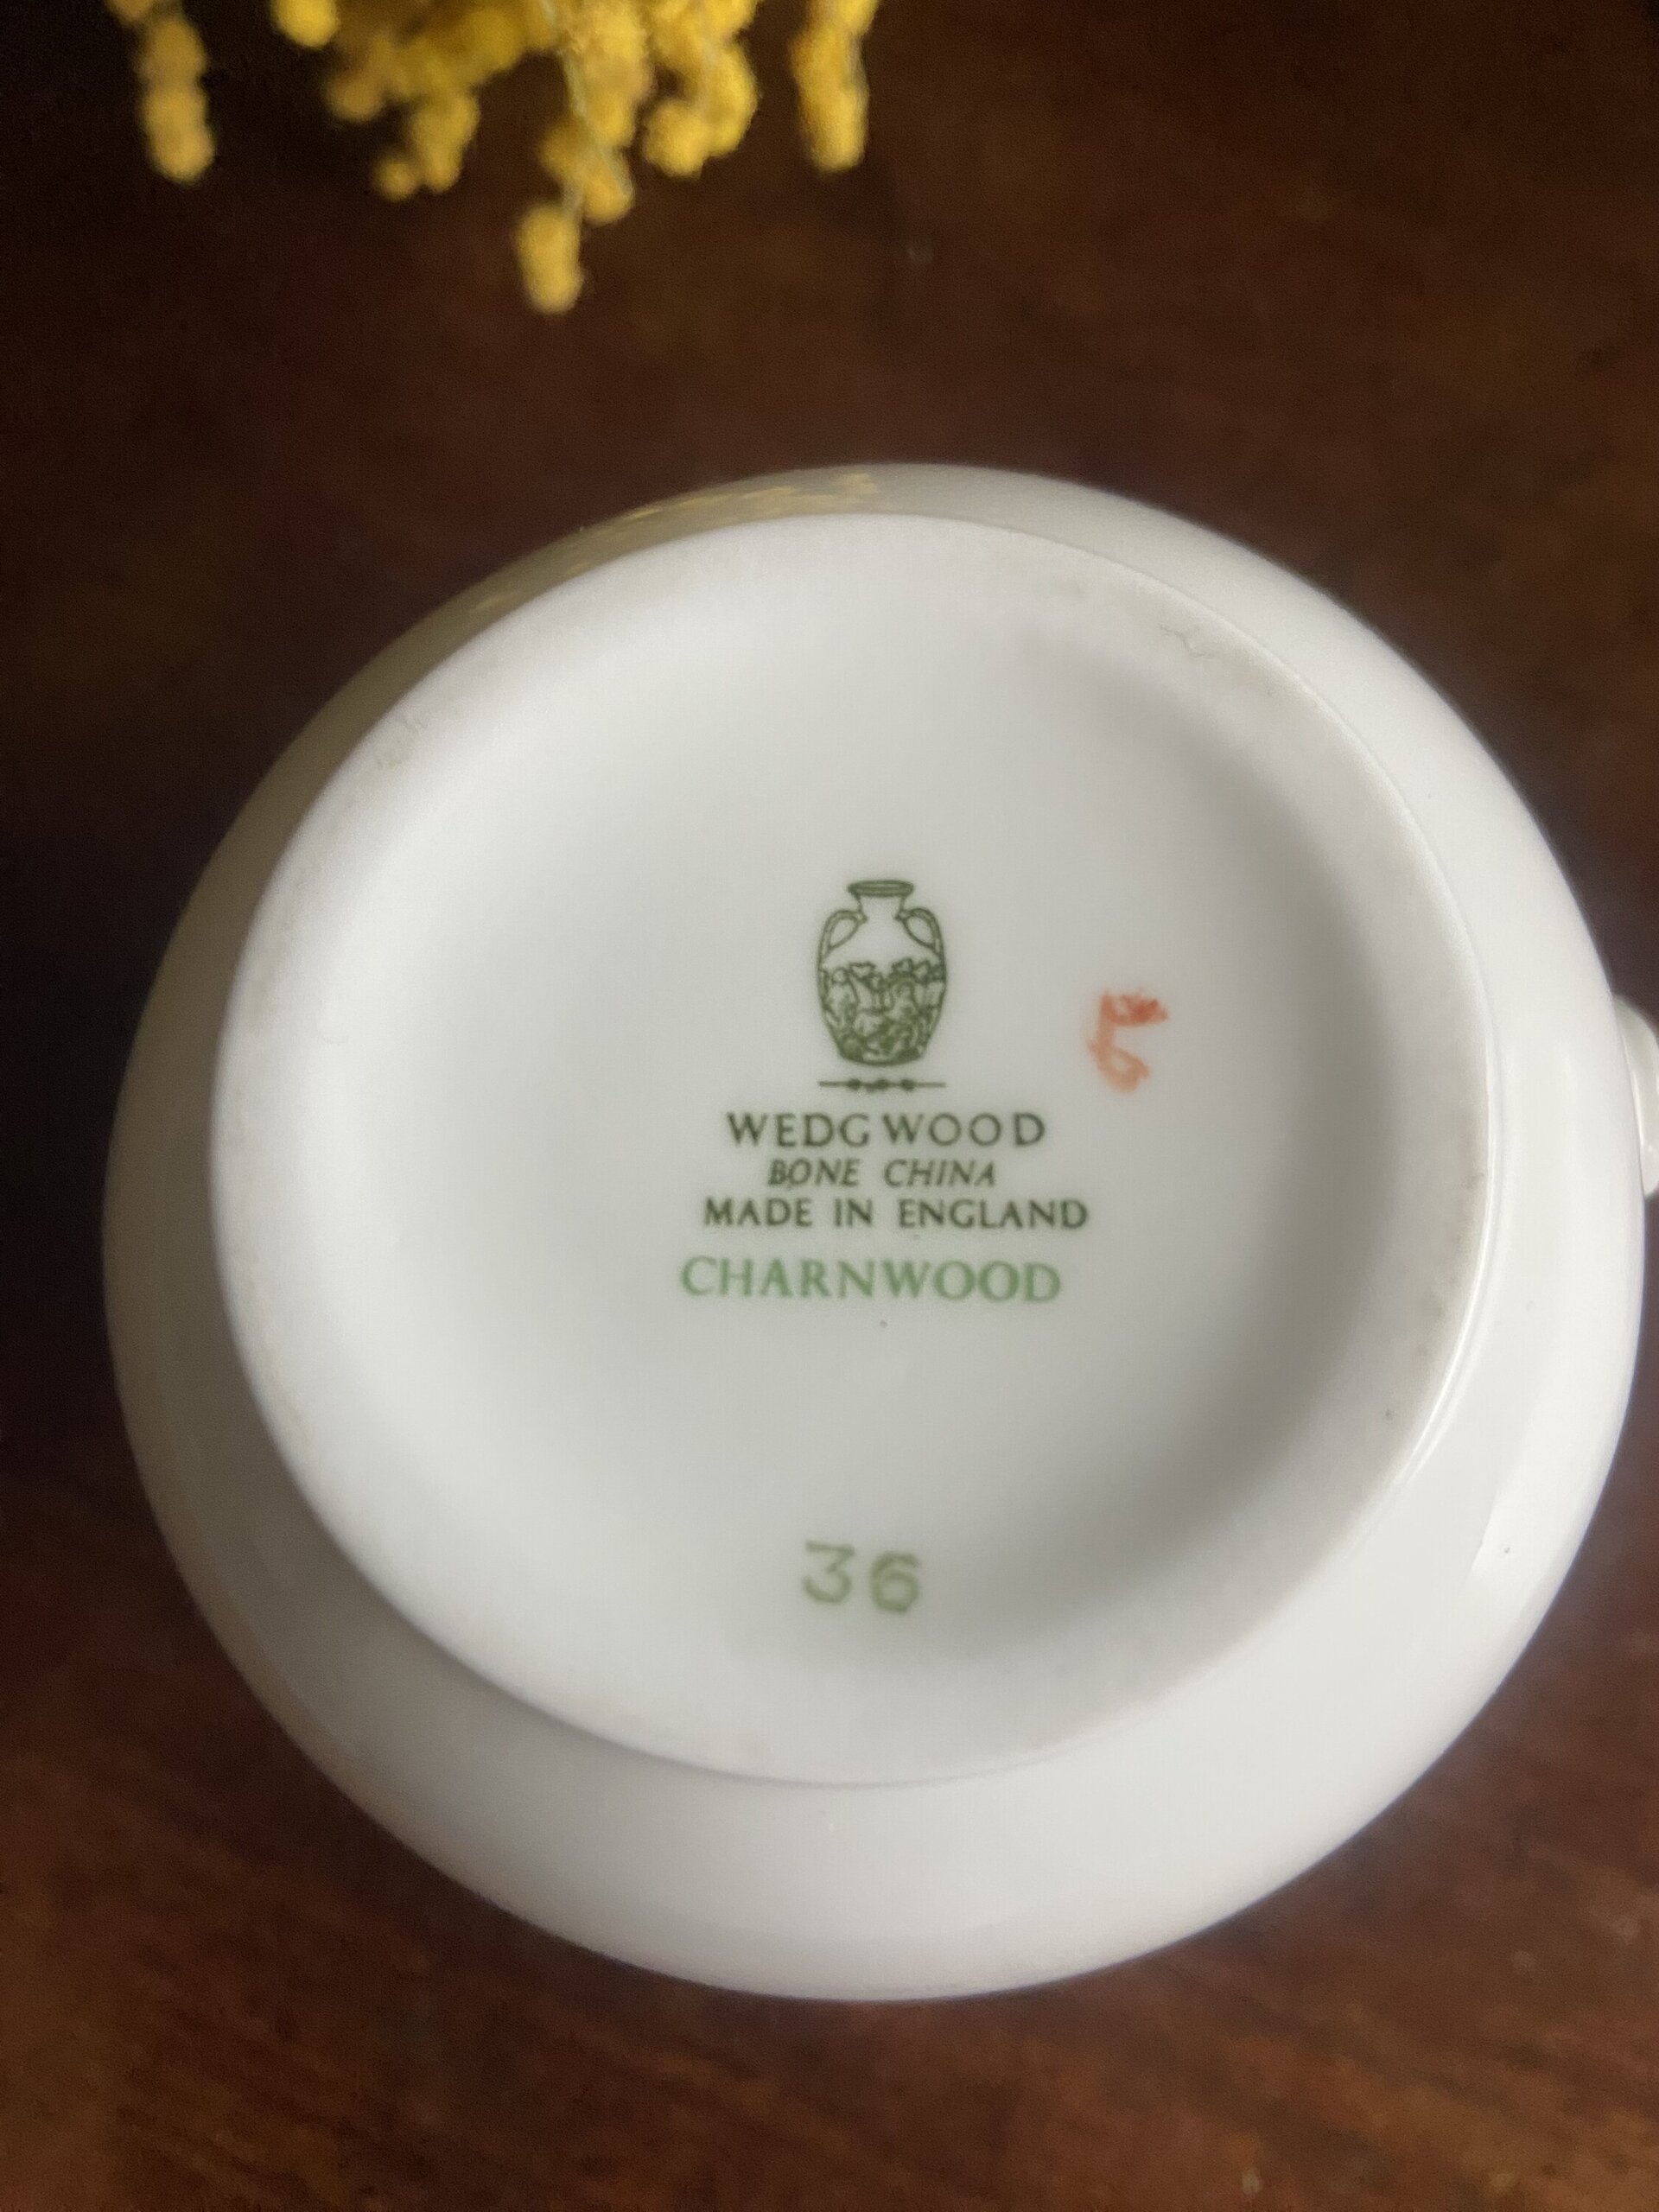 WEDGWOOD
BONE CHINA
MADE IN ENGLAND
CHARNWOOD
36